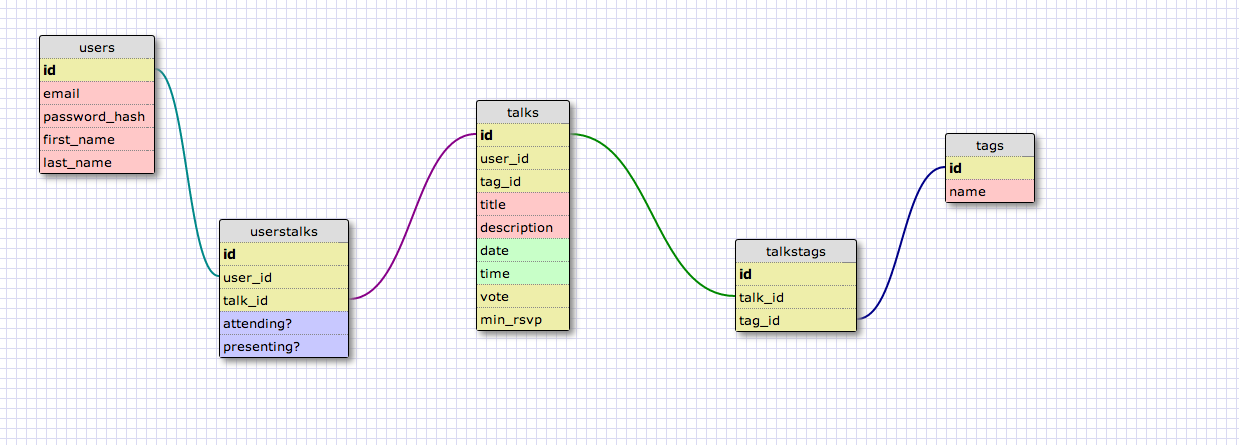 users
id
email
password_hash
first_name
last_name
userstalks
id
user_id
talk_id
attending?
presenting?
talks
id
user_id
tag_id
title
description
date
time
vote
min_rsvp
talkstags
id
talk_id
tag_id
tags
id
name